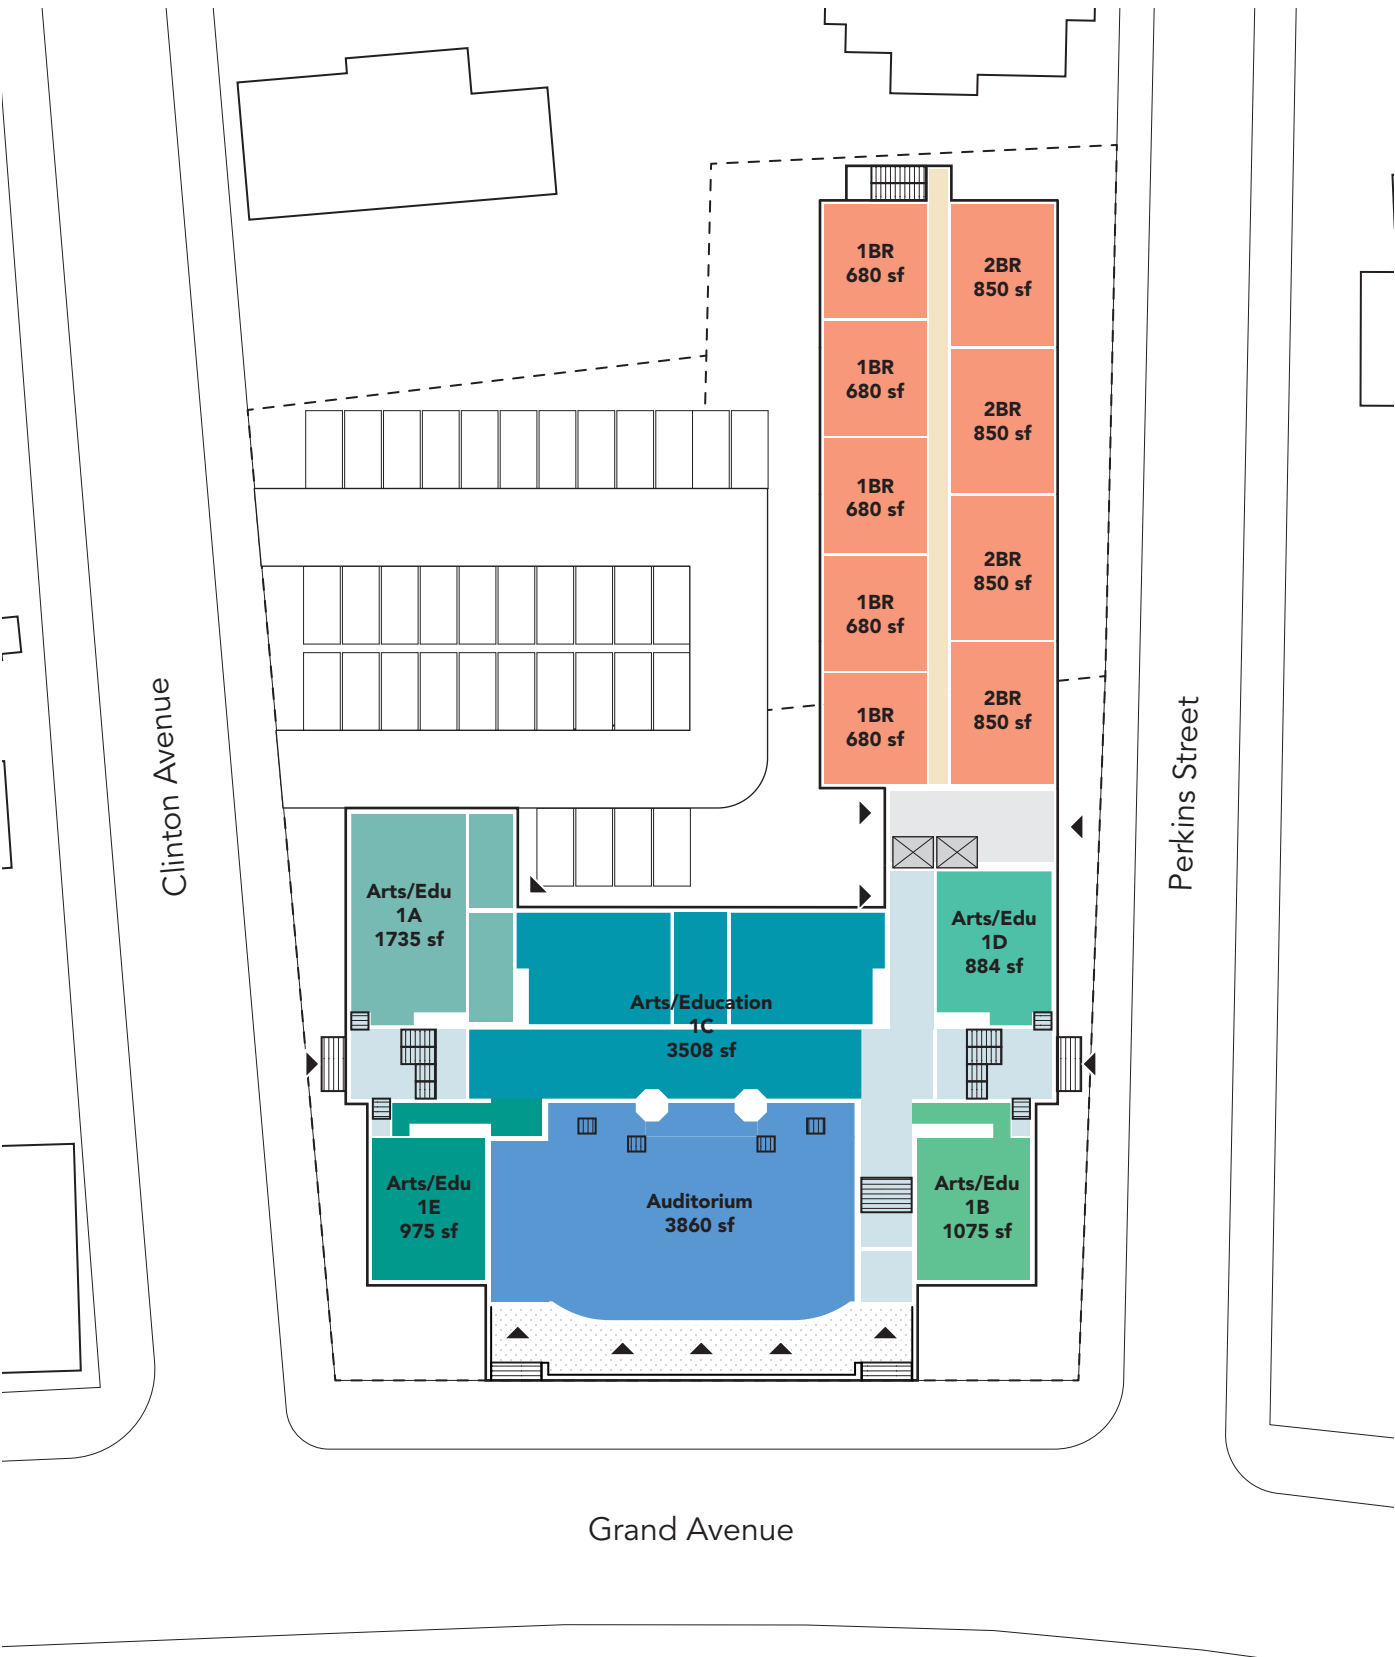 1BR
680 sf
2BR
850 sf
1BR
680 sf
2BR
850 sf
1BR
680 sf
2BR
850 sf
1BR
680 sf
2BR
850 sf
1BR
680 sf
Clinton Avenue
Perkins Street
Arts/Edu
1A
1735 sf
Arts/Edu
1D
884 sf
Arts/Education
1C
3508 sf
Arts/Edu
1E
975 sf
Auditorium
3860 sf
Arts/Edu
1B
1075 sf
Grand Avenue